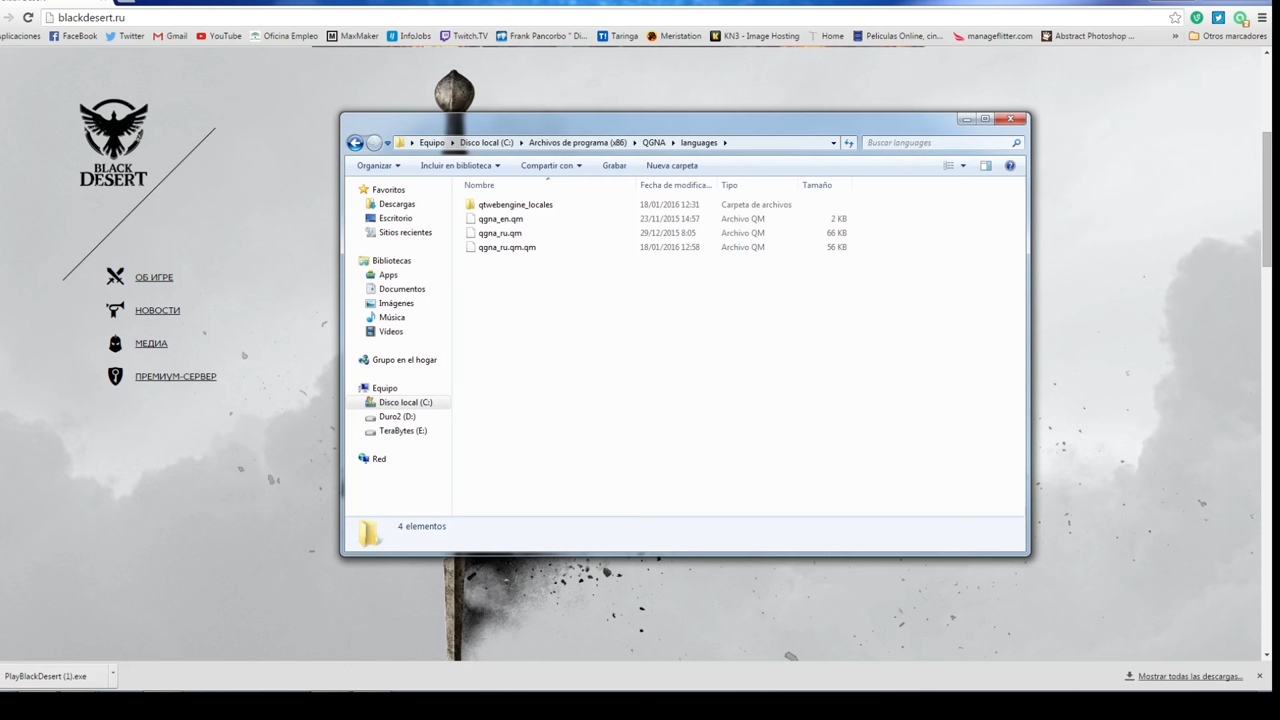 blackdesert.ru
plicaciones FaceBook Twitter Gmail YouTube Oficina Empleo MaxMaker InfoJobs Twitch.TV Frank Pancorbo " Di... Taringa Meristation KN3 - Image Hosting Home Peliculas Online, cin... manageflitter.com Abstract Photoshop ... » Otros marcadores
BLACK
DESERT
ОБ ИГРЕ
НОВОСТИ
МЕДИА
ПРЕМИУМ-СЕРВЕР
Equipo Disco local (C:) Archivos de programa (x86) QGNA languages
Buscar languages
Organizar Incluir en biblioteca Compartir con Grabar Nueva carpeta
Favoritos
Descargas
Escritorio
Sitios recientes
Bibliotecas
Apps
Documentos
Imágenes
Música
Vídeos
Grupo en el hogar
Equipo
Disco local (C:)
Duro2 (D:)
TeraBytes (E:)
Red
Nombre Fecha de modifica... Tipo Tamaño
qtwebengine_locales 18/01/2016 12:31 Carpeta de archivos
qgna_en.qm 23/11/2015 14:57 Archivo QM 2 KB
qgna_ru.qm 29/12/2015 8:05 Archivo QM 66 KB
qgna_ru.qm.qm 18/01/2016 12:58 Archivo QM 56 KB
4 elementos
PlayBlackDesert (1).exe
Mostrar todas las descargas...